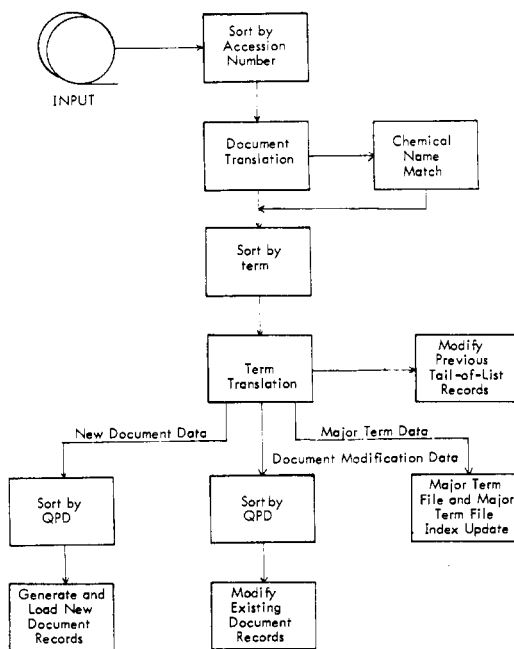 INPUT
Sort by
Accession
Number
Document
Translation
Chemical
Name
Match
Sort by
term
Term
Translation
Modify
Previous
Tail-of-List
Records
New Document Data
Major Term Data
Document Modification Data
Sort by
QPD
Sort by
QPD
Major Term
File and Major
Term File
Index Update
Generate and
Load New
Document
Records
Modify
Existing
Document
Records